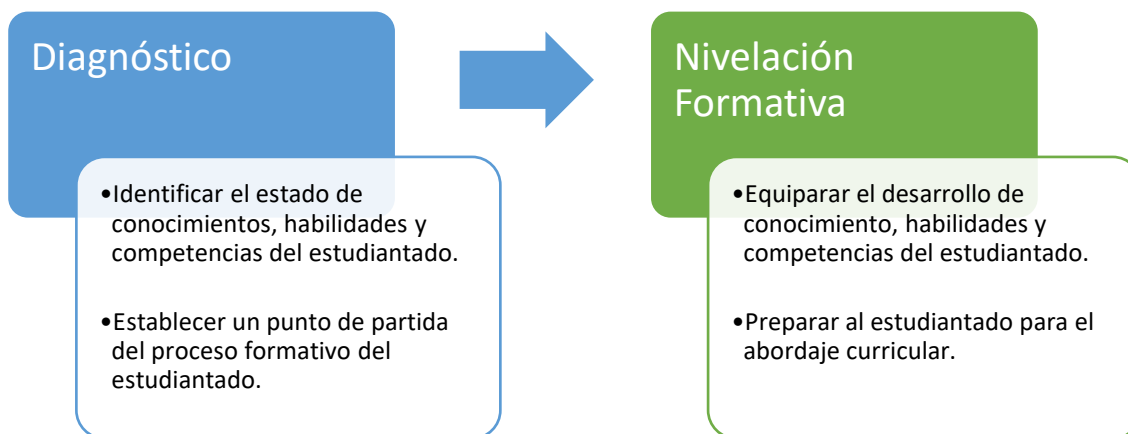 Diagnóstico
•Identificar el estado de
conocimientos, habilidades y
competencias del estudiantado.
•Establecer un punto de partida
del proceso formativo del
estudiantado.
Nivelación
Formativa
•Equiparar el desarrollo de
conocimiento, habilidades y
competencias del estudiantado.
•Preparar al estudiantado para el
abordaje curricular.